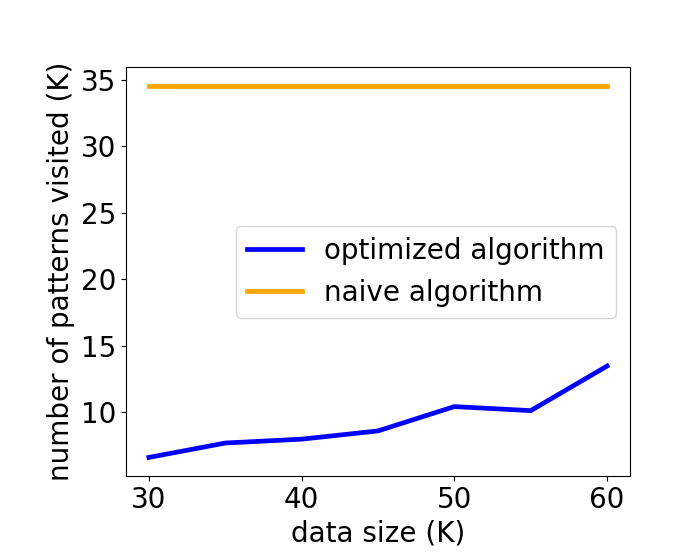 number of patterns visited (K)
35
30
25
20
15
10
optimized algorithm
naive algorithm
30
40
50
60
data size (K)